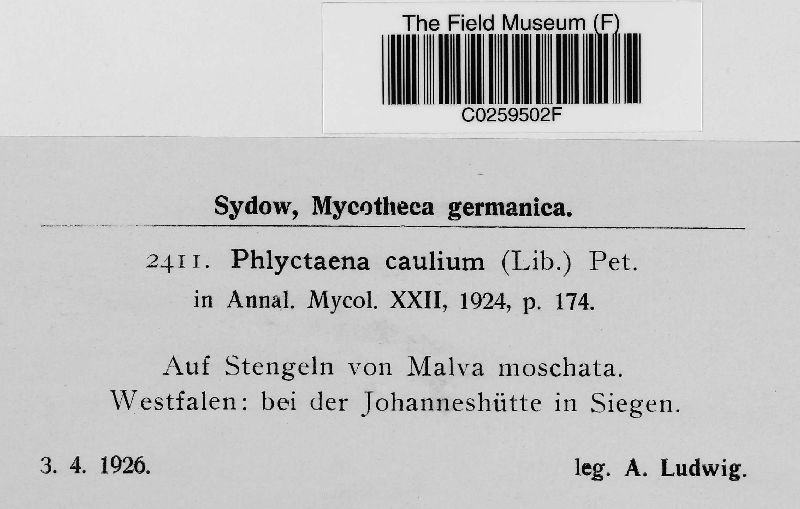 The Field Museum (F)
C0259502F
Sydow, Mycotheca germanica.
2411. Phlyctaena caulium (Lib.) Pet.
in Annal. Mycol. XXII, 1924, p. 174.
Auf Stengeln von Malva moschata.
Westfalen: bei der Johanneshütte in Siegen.
3. 4. 1926. leg. A. Ludwig.